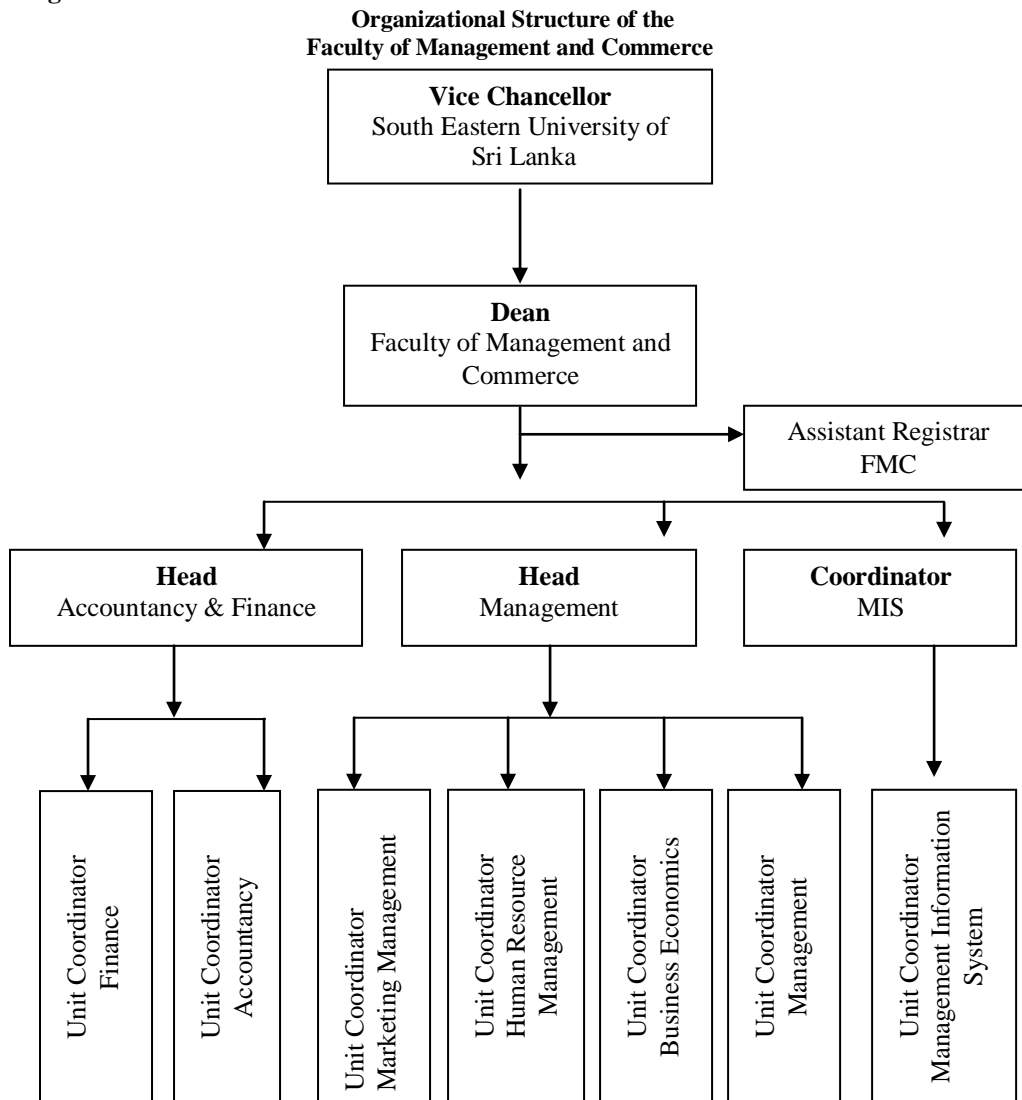 Organizational Structure of the
Faculty of Management and Commerce
Vice Chancellor
South Eastern University of
Sri Lanka
Dean
Faculty of Management and
Commerce
Assistant Registrar
FMC
Head
Accountancy & Finance
Head
Management
Coordinator
MIS
Unit Coordinator
Finance
Unit Coordinator
Accountancy
Unit Coordinator
Marketing Management
Unit Coordinator
Human Resource
Management
Unit Coordinator
Business Economics
Unit Coordinator
Management
Unit Coordinator
Management Information
System